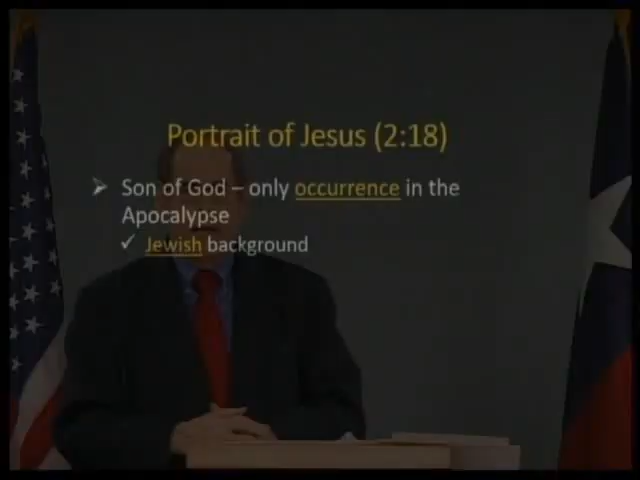 Portrait of Jesus (2:18)
➤ Son of God – only occurrence in the
Apocalypse
✓ Jewish background